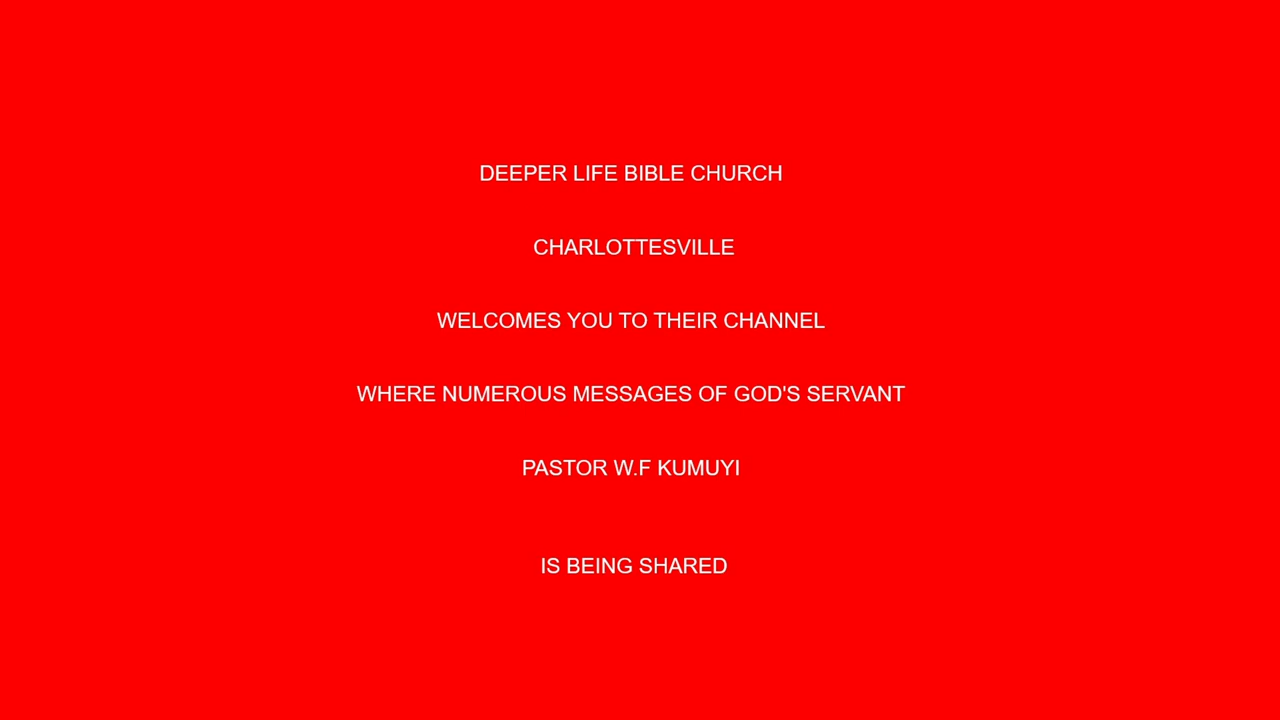 DEEPER LIFE BIBLE CHURCH
CHARLOTTESVILLE
WELCOMES YOU TO THEIR CHANNEL
WHERE NUMEROUS MESSAGES OF GOD'S SERVANT
PASTOR W.F KUMUYI
IS BEING SHARED